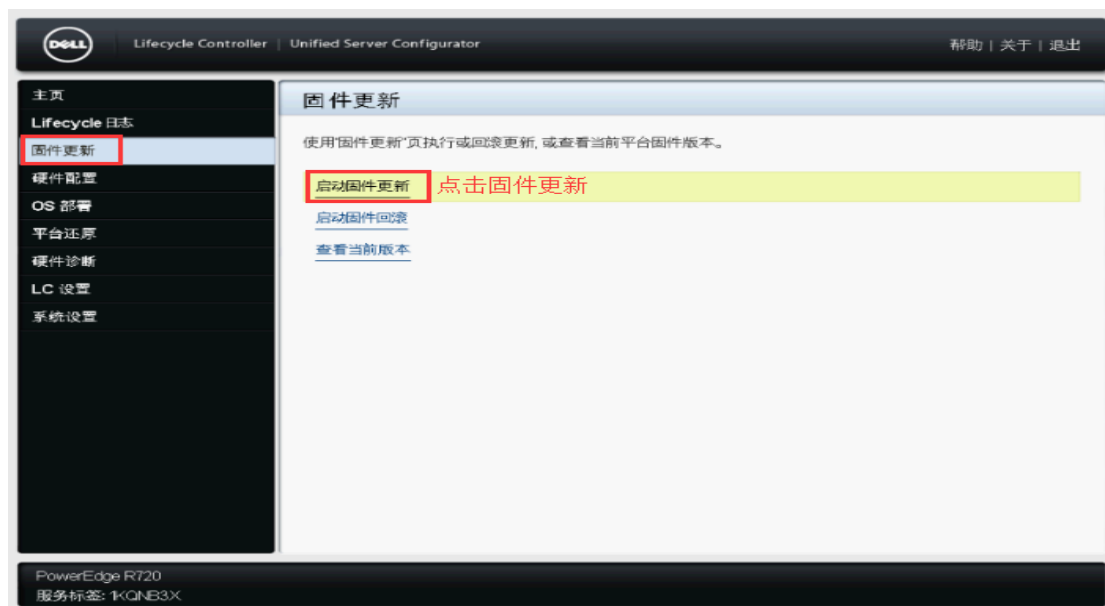 DELL
Lifecycle Controller | Unified Server Configurator
帮助 | 关于 | 退出
主页
Lifecycle 日志
固件更新
硬件配置
OS 部署
平台还原
硬件诊断
LC 设置
系统设置
固件更新
使用“固件更新”页执行或回滚更新, 或查看当前平台固件版本。
启动固件更新 点击固件更新
启动固件回滚
查看当前版本
PowerEdge R720
服务标签: 1KQNB3X